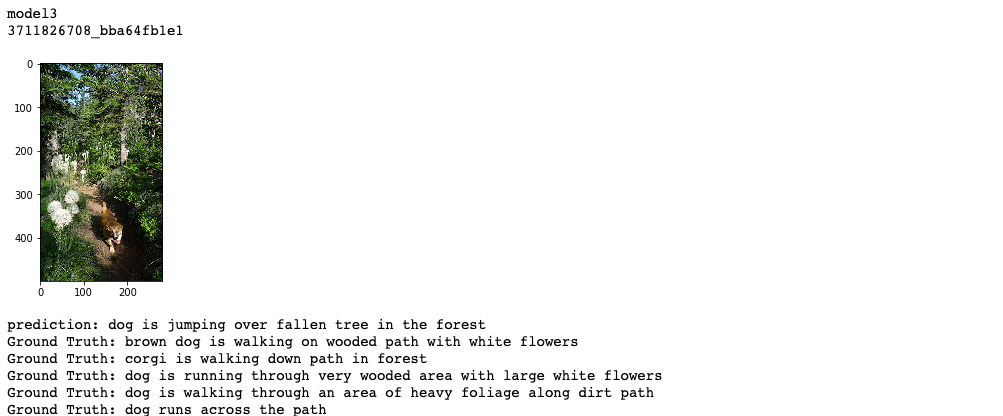 model3
3711826708_bba64fb1e1
0
100
200
300
400
0 100 200
prediction: dog is jumping over fallen tree in the forest
Ground Truth: brown dog is walking on wooded path with white flowers
Ground Truth: corgi is walking down path in forest
Ground Truth: dog is running through very wooded area with large white flowers
Ground Truth: dog is walking through an area of heavy foliage along dirt path
Ground Truth: dog runs across the path